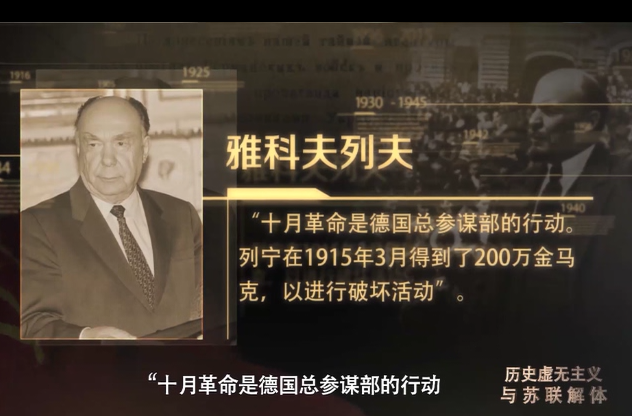 1916
1925
1930 - 1945
1942
1940
雅科夫列夫
“十月革命是德国总参谋部的行动。
列宁在1915年3月得到了200万金马
克，以进行破坏活动”。
“十月革命是德国总参谋部的行动
历史虚无主义
与苏联解体